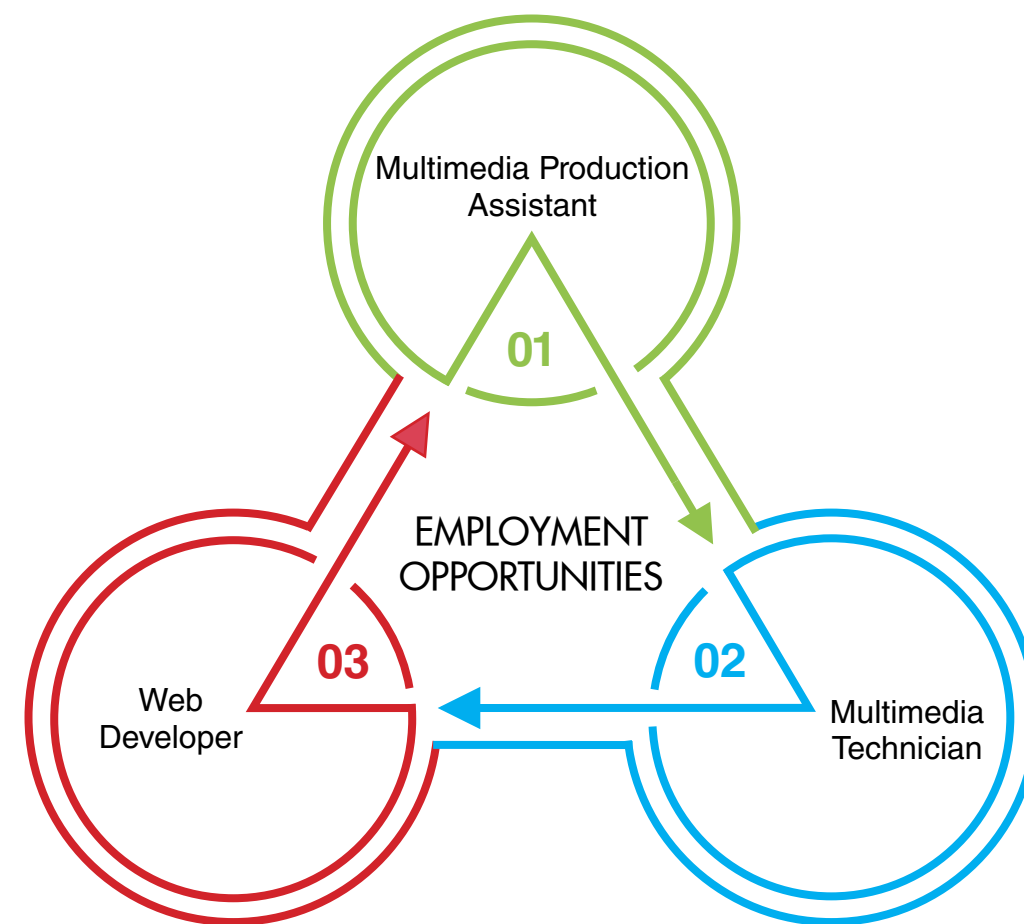 Multimedia Production
Assistant
01
EMPLOYMENT
OPPORTUNITIES
03
02
Web
Developer
Multimedia
Technician